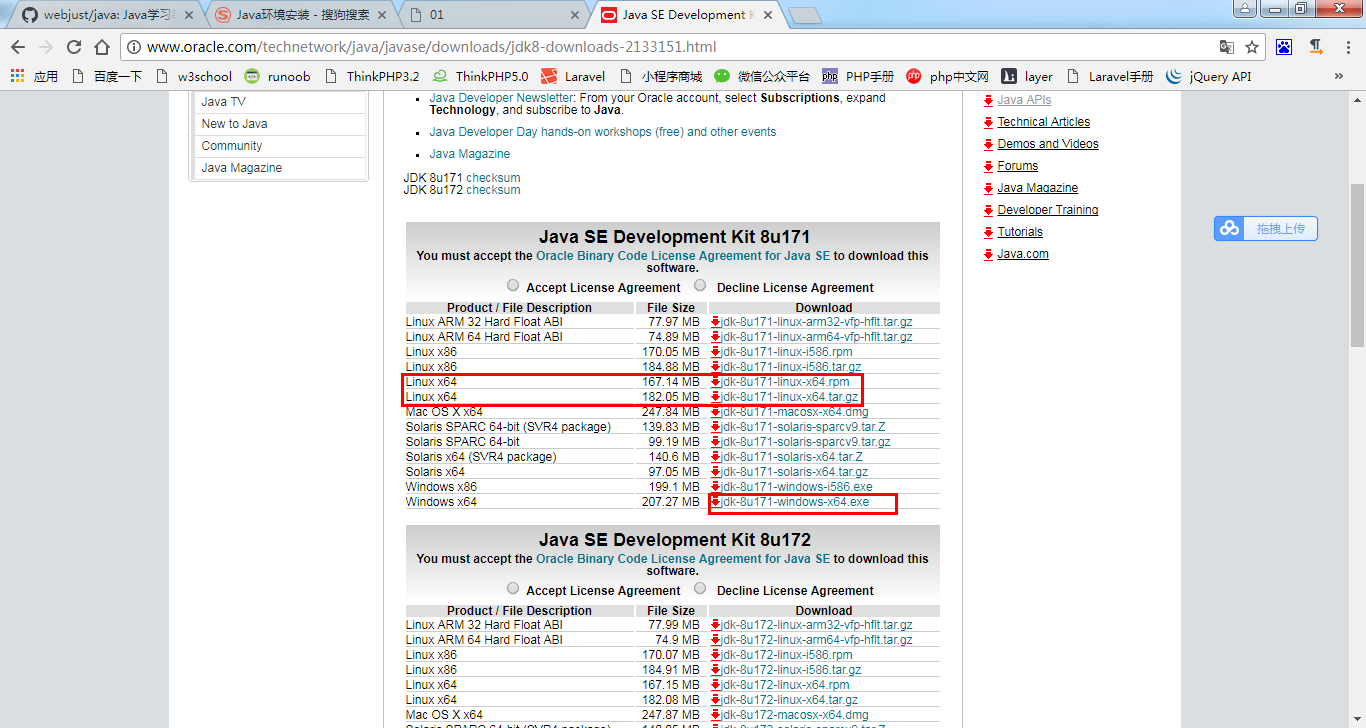 webjust/java: Java学习
Java环境安装 - 搜狗搜索
01
Java SE Development K
www.oracle.com/technetwork/java/javase/downloads/jdk8-downloads-2133151.html
应用
百度一下
w3school
runoob
ThinkPHP3.2
ThinkPHP5.0
Laravel
小程序商城
微信公众平台
php
PHP手册
php
php中文网
layer
Laravel手册
jQuery API
»
Java TV
New to Java
Community
Java Magazine
Java Developer Newsletter: From your Oracle account, select Subscriptions, expand
Technology, and subscribe to Java.
Java Developer Day hands-on workshops (free) and other events
Java Magazine
JDK 8u171 checksum
JDK 8u172 checksum
Java SE Development Kit 8u171
You must accept the Oracle Binary Code License Agreement for Java SE to download this
software.
Accept License Agreement Decline License Agreement
Product / File Description File Size Download
Linux ARM 32 Hard Float ABI 77.97 MB jdk-8u171-linux-arm32-vfp-hflt.tar.gz
Linux ARM 64 Hard Float ABI 74.89 MB jdk-8u171-linux-arm64-vfp-hflt.tar.gz
Linux x86 170.05 MB jdk-8u171-linux-i586.rpm
Linux x86 184.88 MB jdk-8u171-linux-i586.tar.gz
Linux x64 167.14 MB jdk-8u171-linux-x64.rpm
Linux x64 182.05 MB jdk-8u171-linux-x64.tar.gz
Mac OS X x64 247.84 MB jdk-8u171-macosx-x64.dmg
Solaris SPARC 64-bit (SVR4 package) 139.83 MB jdk-8u171-solaris-sparcv9.tar.Z
Solaris SPARC 64-bit 99.19 MB jdk-8u171-solaris-sparcv9.tar.gz
Solaris x64 (SVR4 package) 140.6 MB jdk-8u171-solaris-x64.tar.Z
Solaris x64 97.05 MB jdk-8u171-solaris-x64.tar.gz
Windows x86 199.1 MB jdk-8u171-windows-i586.exe
Windows x64 207.27 MB jdk-8u171-windows-x64.exe
Java SE Development Kit 8u172
You must accept the Oracle Binary Code License Agreement for Java SE to download this
software.
Accept License Agreement Decline License Agreement
Product / File Description File Size Download
Linux ARM 32 Hard Float ABI 77.99 MB jdk-8u172-linux-arm32-vfp-hflt.tar.gz
Linux ARM 64 Hard Float ABI 74.9 MB jdk-8u172-linux-arm64-vfp-hflt.tar.gz
Linux x86 170.07 MB jdk-8u172-linux-i586.rpm
Linux x86 184.91 MB jdk-8u172-linux-i586.tar.gz
Linux x64 167.15 MB jdk-8u172-linux-x64.rpm
Linux x64 182.08 MB jdk-8u172-linux-x64.tar.gz
Mac OS X x64 247.87 MB jdk-8u172-macosx-x64.dmg
Java APIs
Technical Articles
Demos and Videos
Forums
Java Magazine
Developer Training
Tutorials
Java.com
拖拽上传